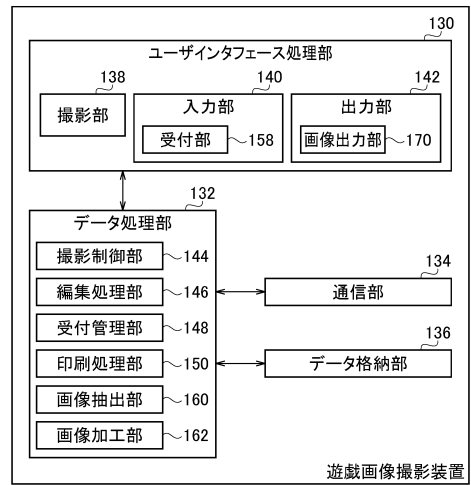 130
ユーザインタフェース処理部
138
140
142
撮影部
入力部
出力部
受付部
158
画像出力部
170
132
データ処理部
撮影制御部
144
編集処理部
146
受付管理部
148
印刷処理部
150
画像抽出部
160
画像加工部
162
134
通信部
136
データ格納部
遊戯画像撮影装置